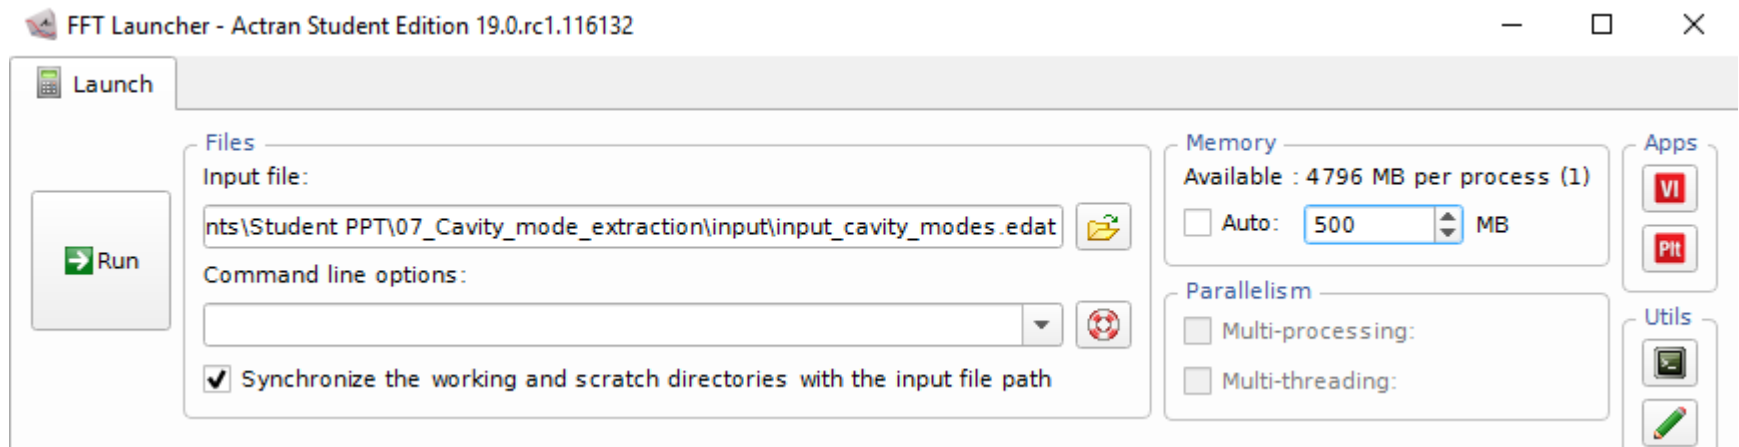 FFT Launcher - Actran Student Edition 19.0.rc1.116132
Launch
Run
Files
Input file:
nts\Student PPT\07_Cavity_mode_extraction\input\input_cavity_modes.edat
Command line options:
Synchronize the working and scratch directories with the input file path
Memory
Available : 4796 MB per process (1)
Auto: 500 MB
Parallelism
Multi-processing:
Multi-threading:
Apps
VI
Plt
Utils